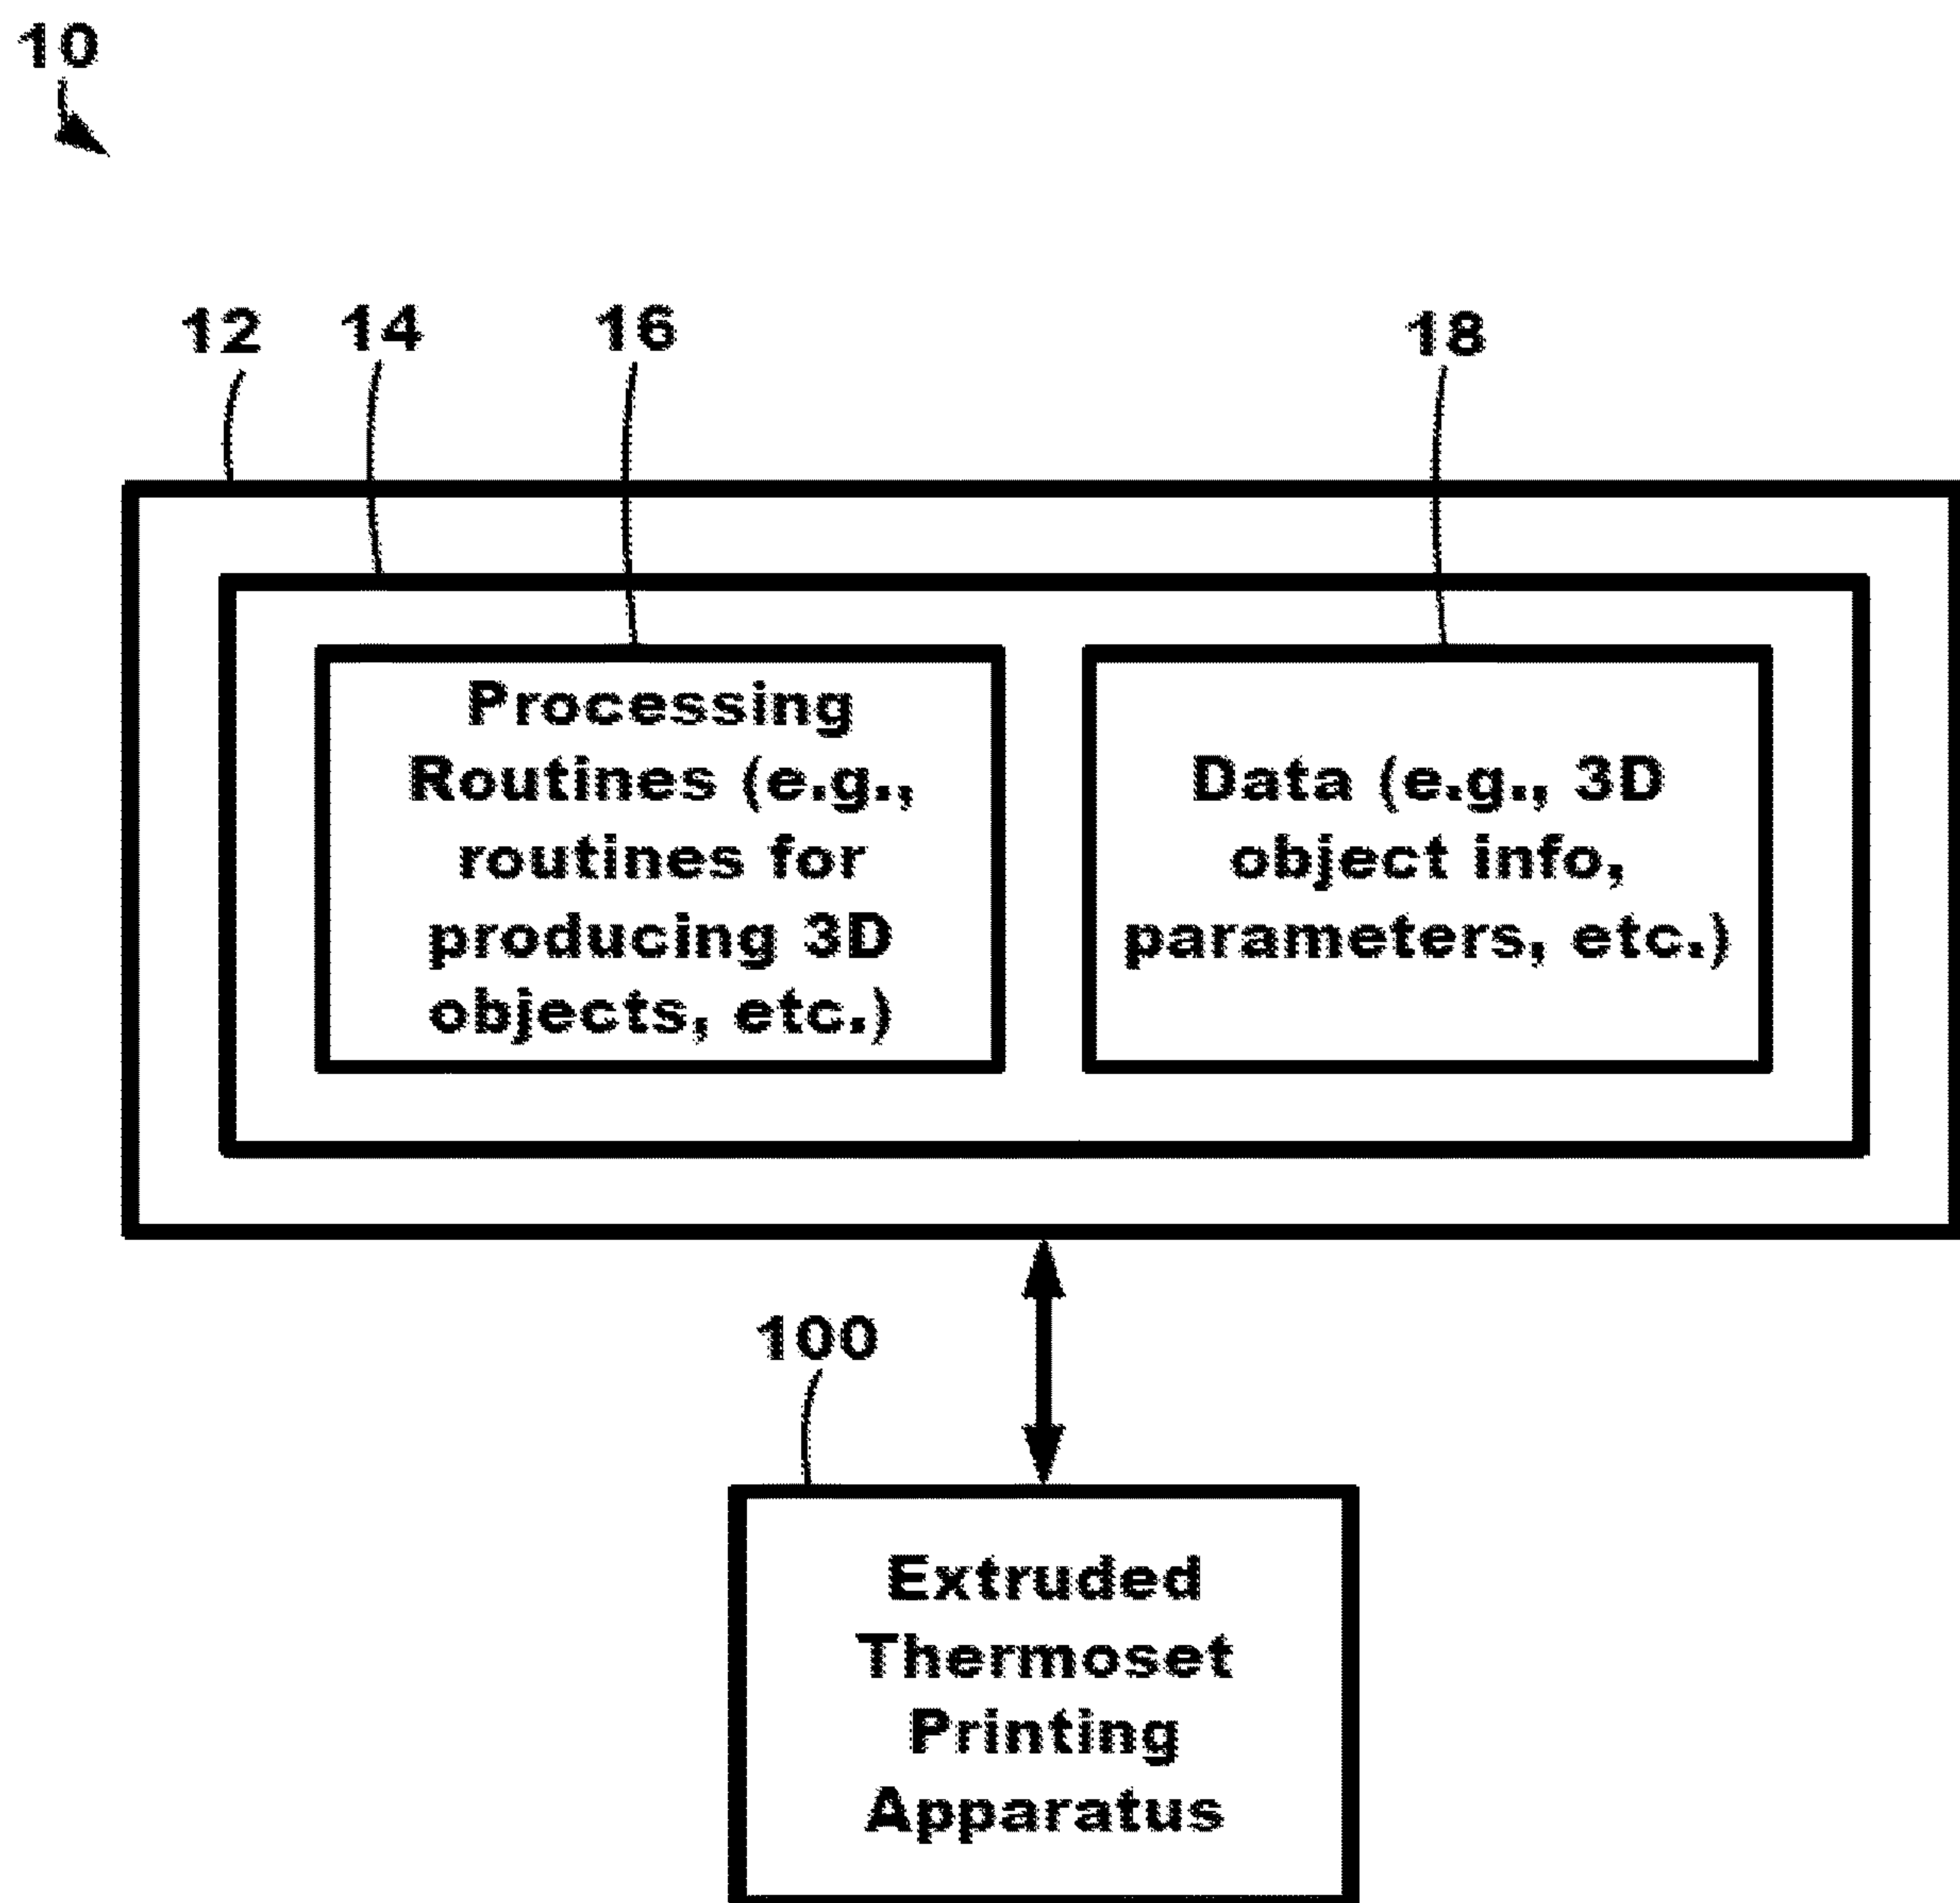 10
12 14 16 18
Processing
Routines (e.g.,
routines for
producing 3D
objects, etc.)
Data (e.g., 3D
object info,
parameters, etc.)
100
Extruded
Thermoset
Printing
Apparatus